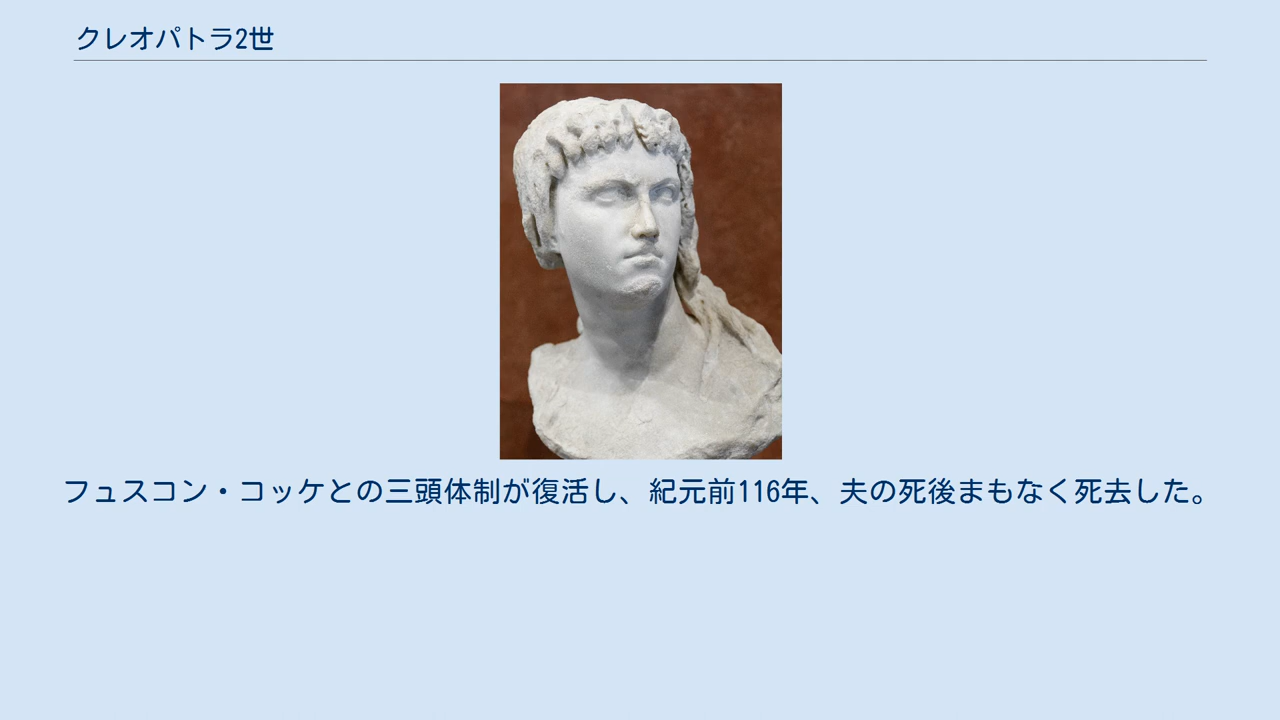 クレオパトラ2世
フュスコン・コッケとの三頭体制が復活し、紀元前116年、夫の死後まもなく死去した。